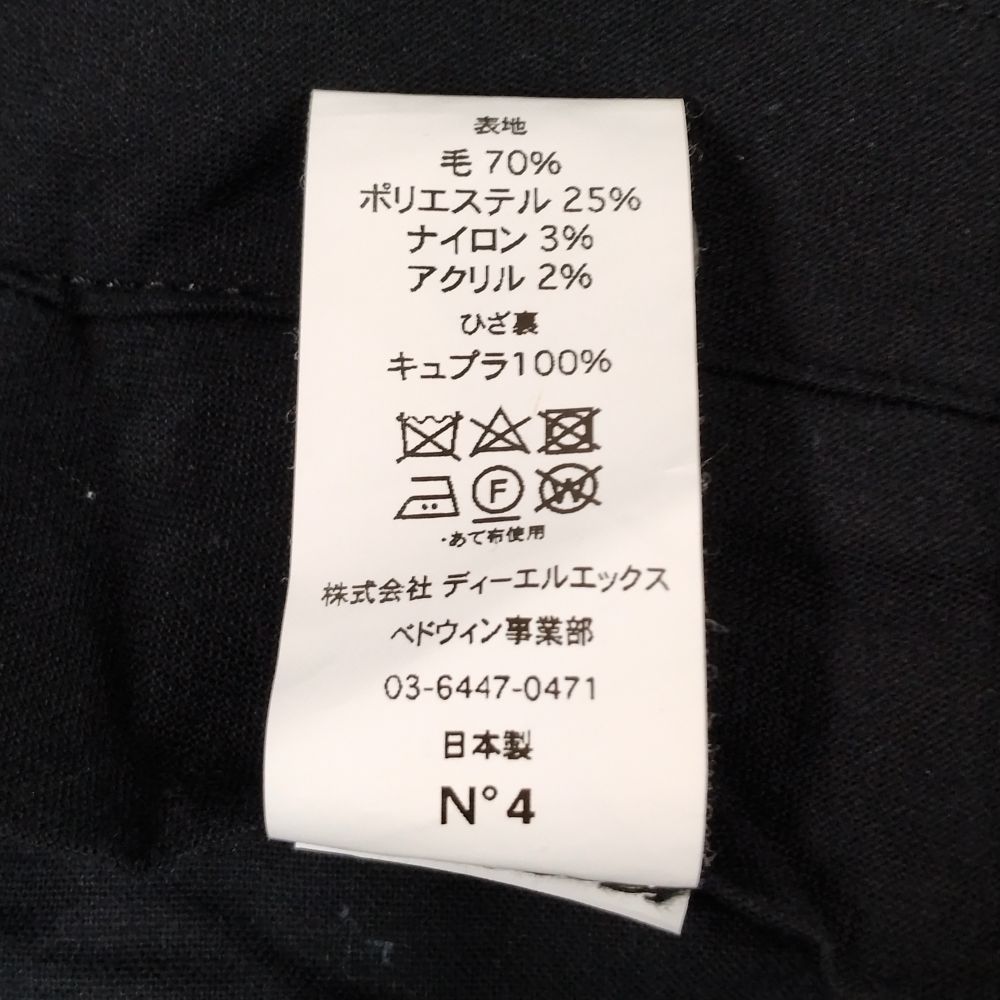 表地
毛 70%
ポリエステル 25%
ナイロン 3%
アクリル 2%
ひざ裏
キュプラ100%
F W
・あて布使用
株式会社 ディーエルエックス
ベドウィン事業部
03-6447-0471
日本製
N°4